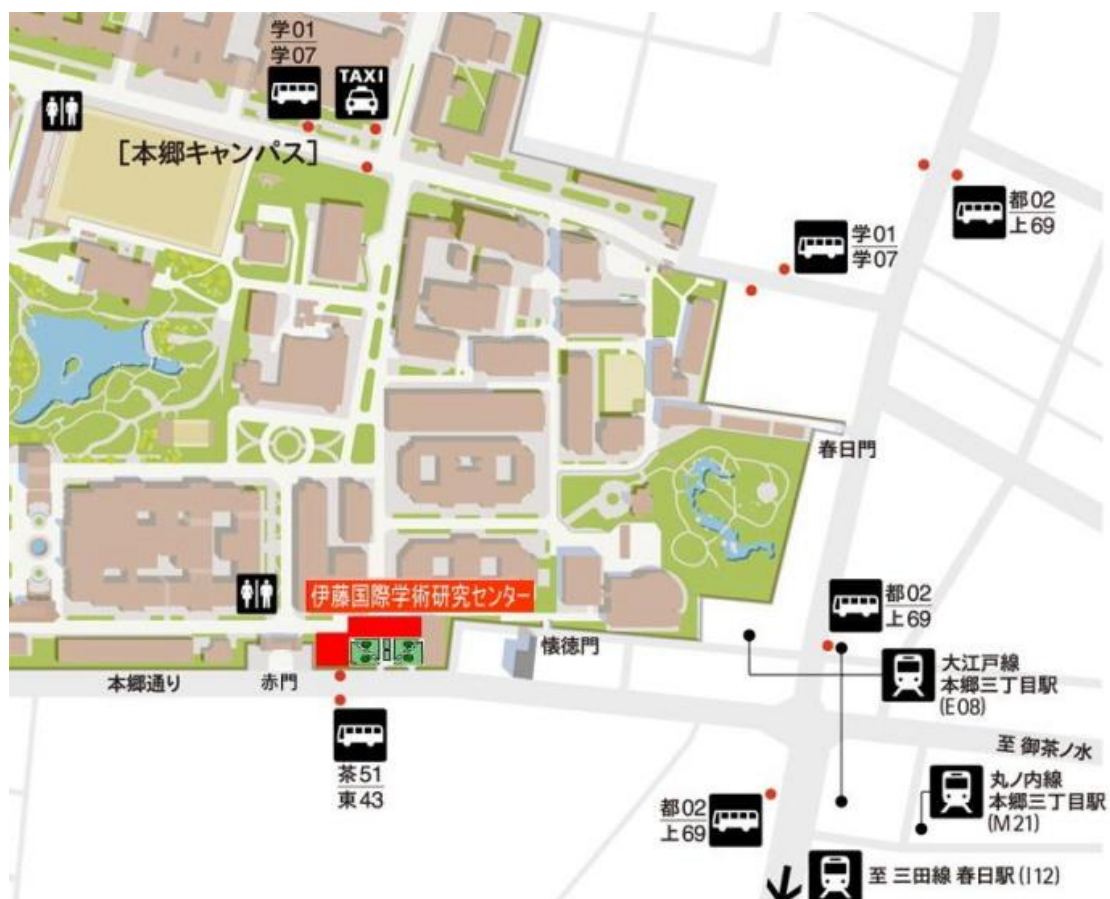 学01
学07
TAXI
[本郷キャンパス]
都02
上69
学01
学07
春日門
伊藤国際学術研究センター
都02
上69
懐徳門
大江戸線
本郷三丁目駅
(E08)
本郷通り
赤門
至 御茶ノ水
茶51
東43
丸ノ内線
本郷三丁目駅
(M21)
都02
上69
至 三田線 春日駅(I12)